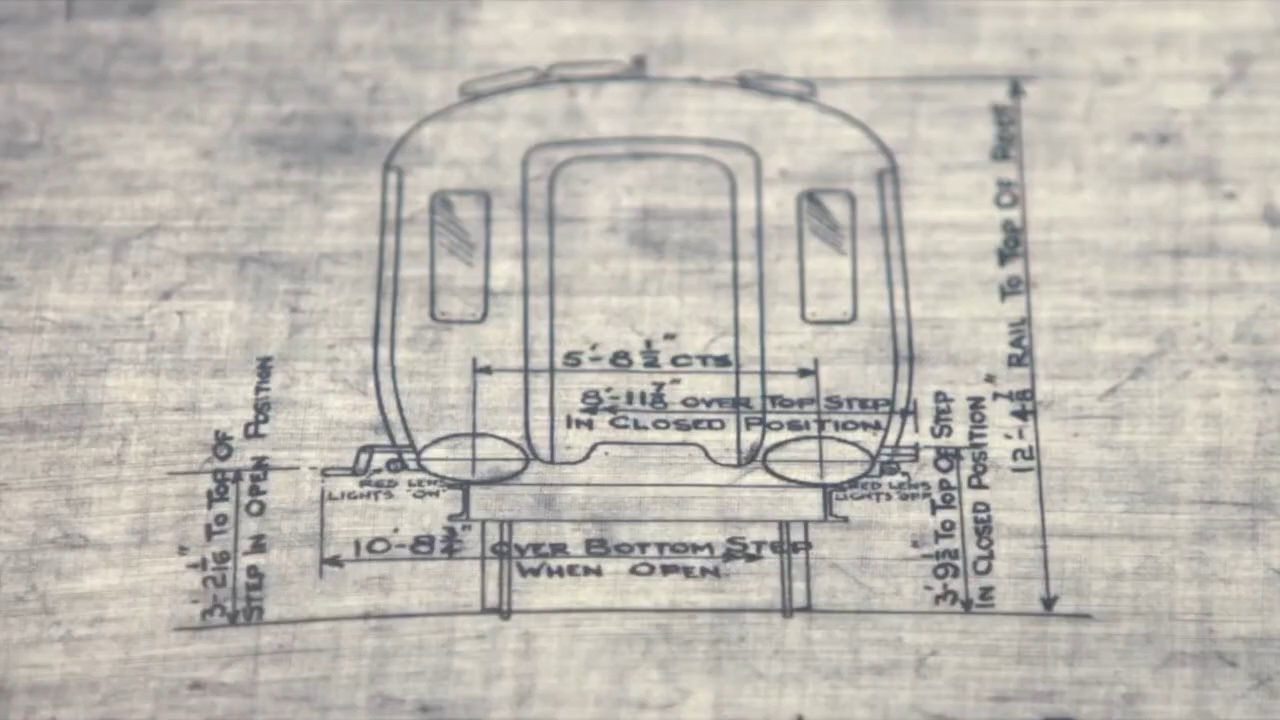 5'-8 1/2" CTS
8'-11 7/8" OVER TOP STEP
IN CLOSED POSITION
RED LENS
LIGHTS "ON"
RED LENS
LIGHTS "OFF"
10'-8 3/4" OVER BOTTOM STEP
WHEN OPEN.
3'-2 1/16" TO TOP OF
STEP IN OPEN POSITION
3'-9 1/2" TO TOP OF STEP
IN CLOSED POSITION
12'-4 7/8" RAIL TO TOP OF